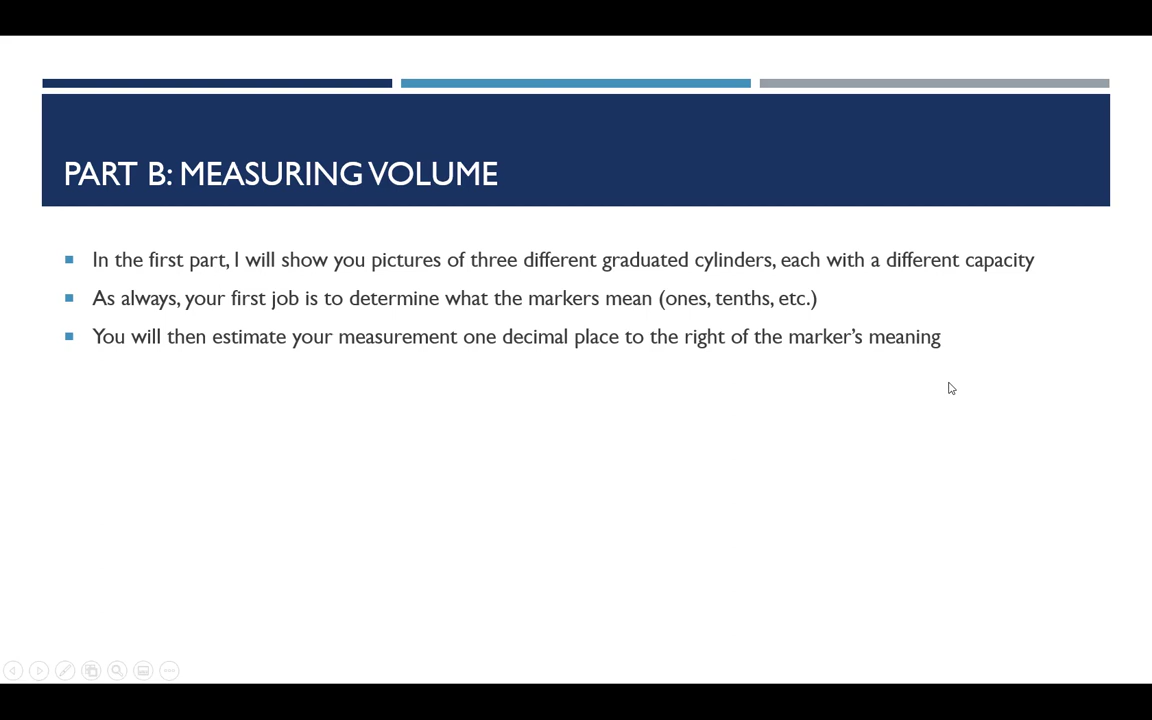 PART B: MEASURING VOLUME
In the first part, I will show you pictures of three different graduated cylinders, each with a different capacity
As always, your first job is to determine what the markers mean (ones, tenths, etc.)
You will then estimate your measurement one decimal place to the right of the marker’s meaning